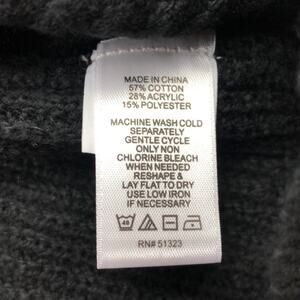 MADE IN CHINA
57% COTTON
28% ACRYLIC
15% POLYESTER
MACHINE WASH COLD
SEPARATELY
GENTLE CYCLE
ONLY NON
CHLORINE BLEACH
WHEN NEEDED
RESHAPE &
LAY FLAT TO DRY
USE LOW IRON
IF NECESSARY
RN# 51323